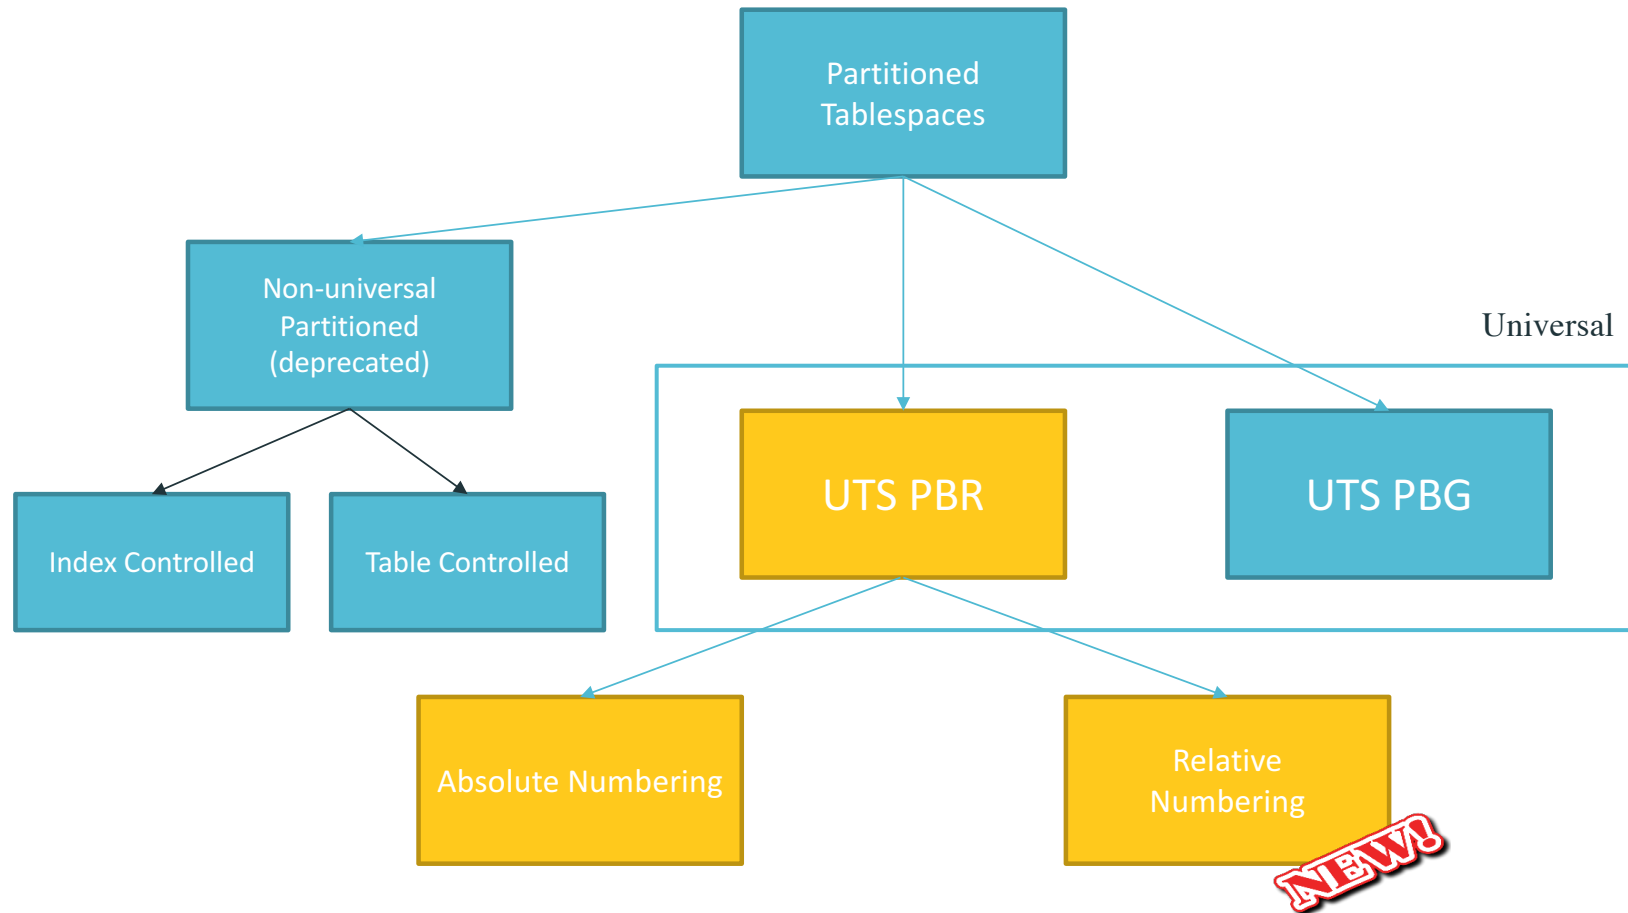 Partitioned
Tablespaces
Non-universal
Partitioned
(deprecated)
Universal
UTS PBR
UTS PBG
Index Controlled
Table Controlled
Absolute Numbering
Relative
Numbering
NEW!